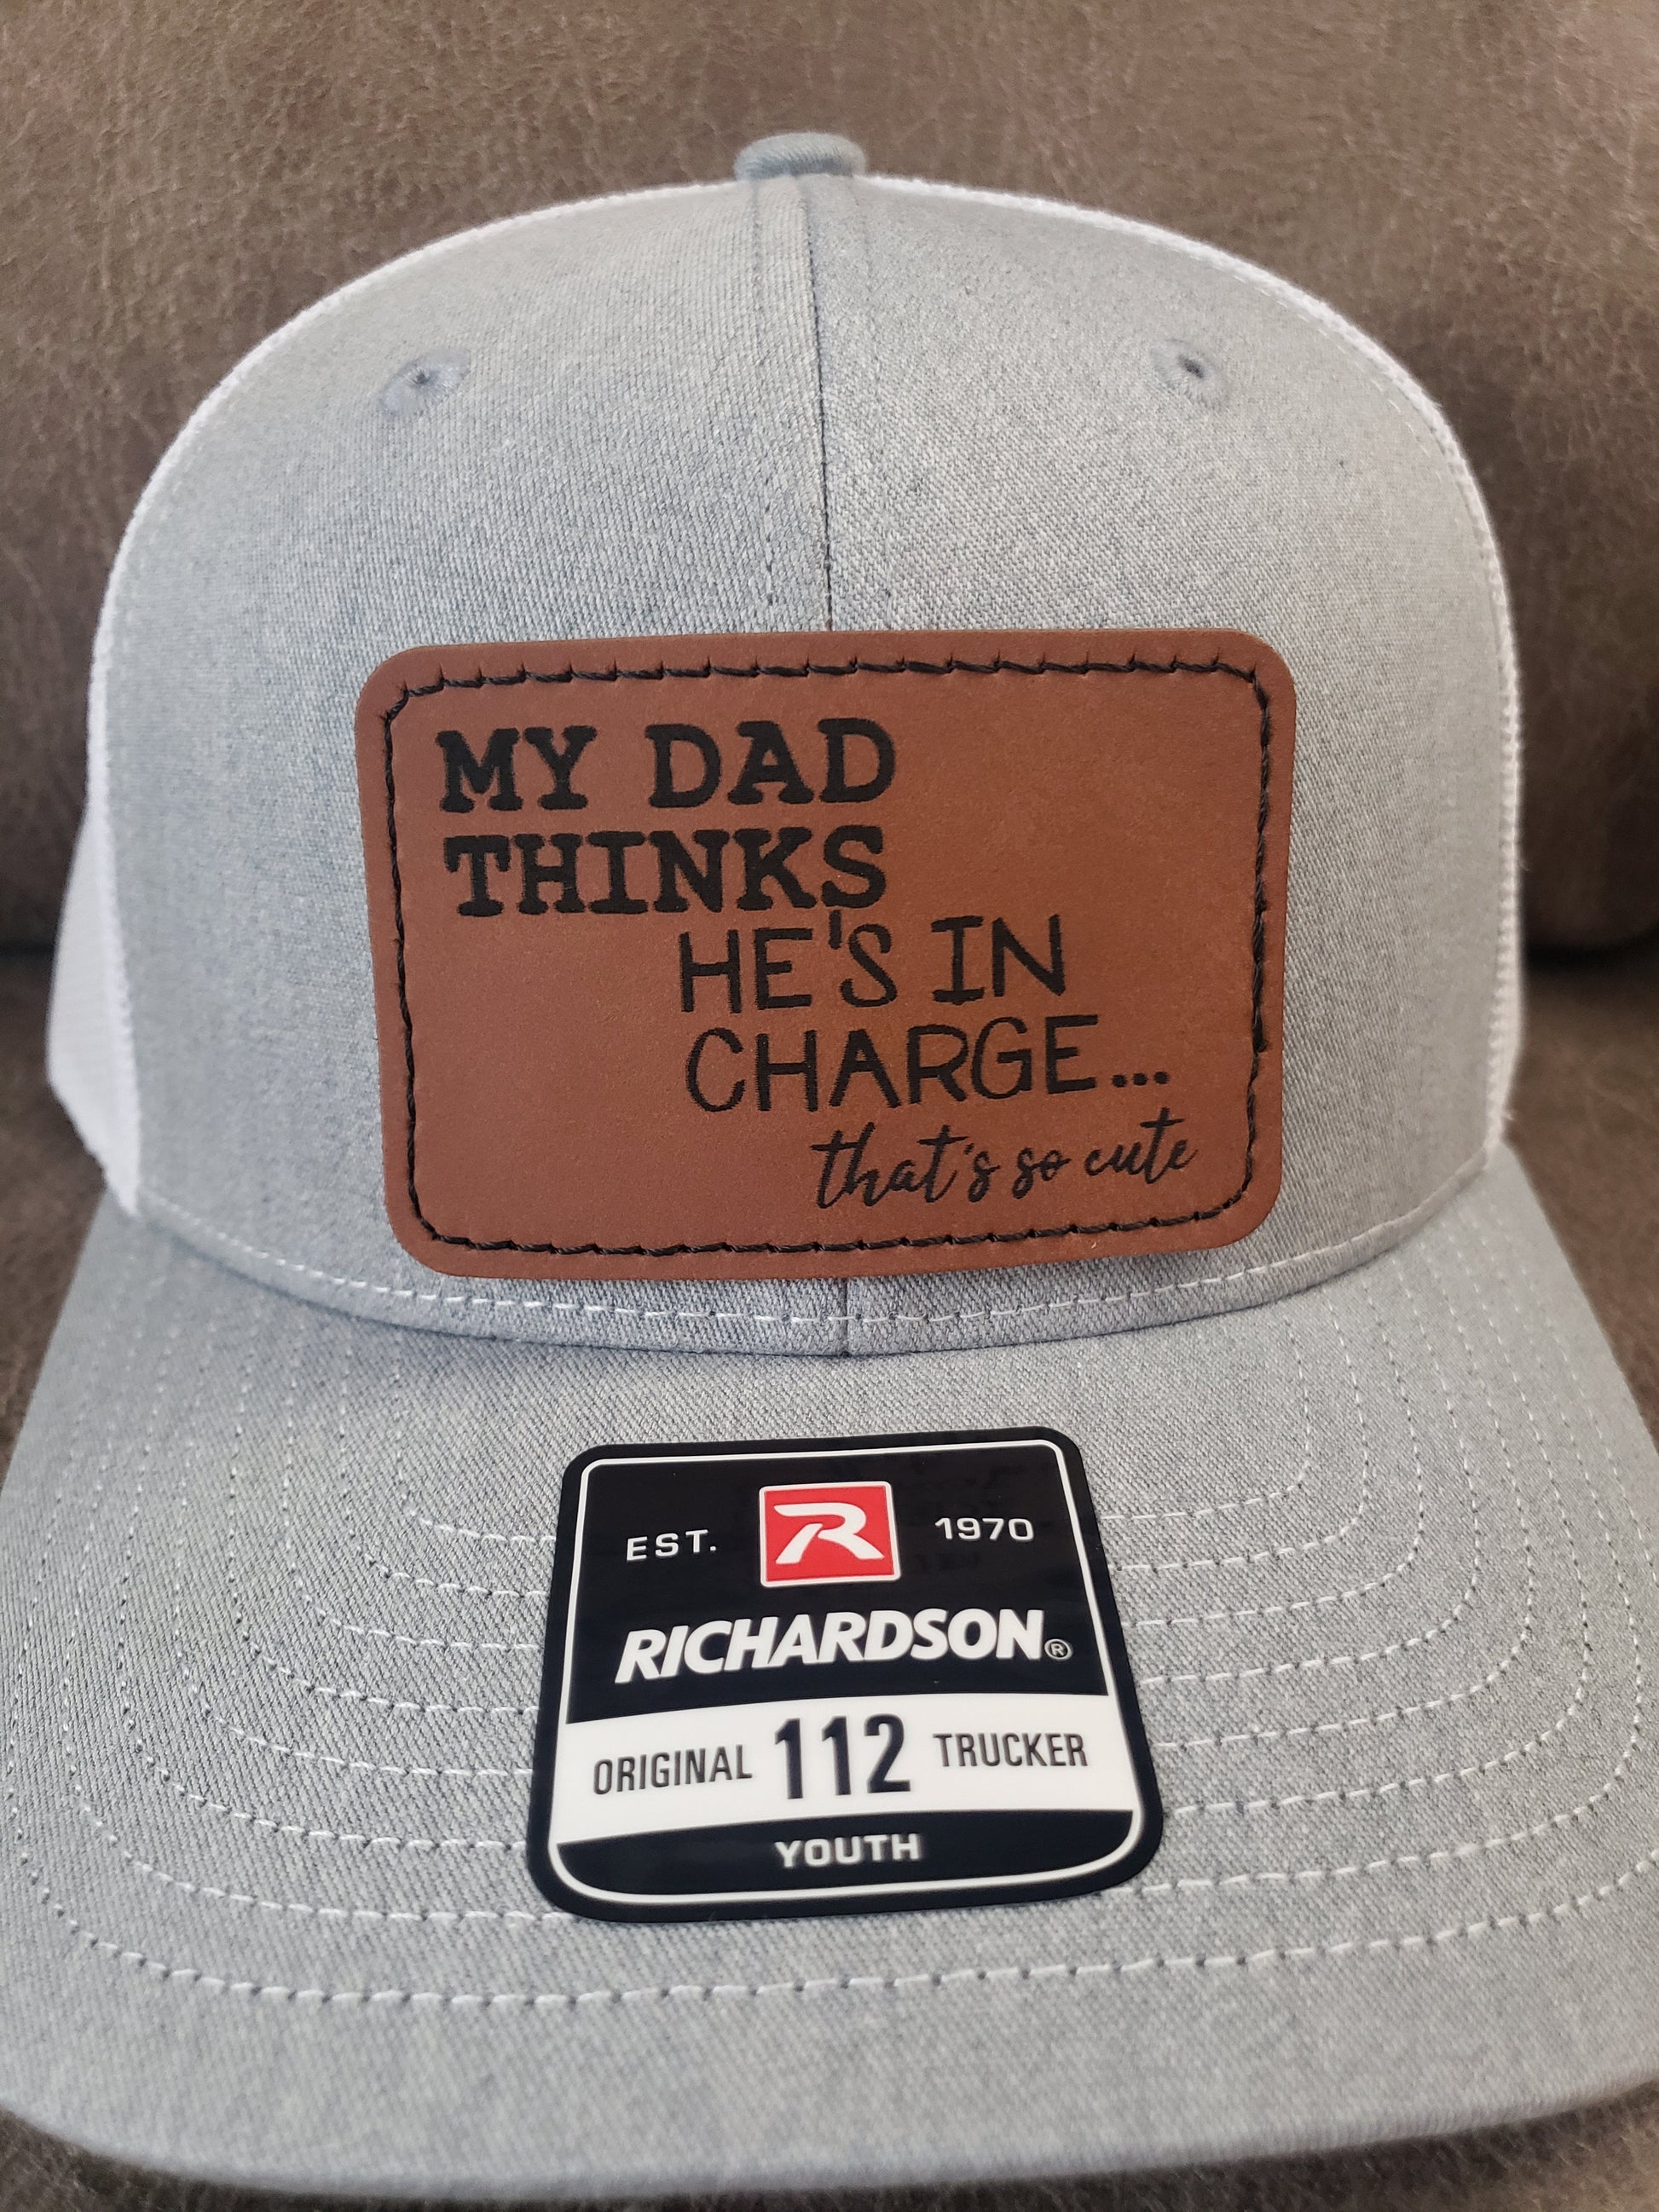 MY DAD
THINKS
HE'S IN
CHARGE...
that's so cute
EST. R 1970
RICHARDSON®
ORIGINAL 112 TRUCKER
YOUTH